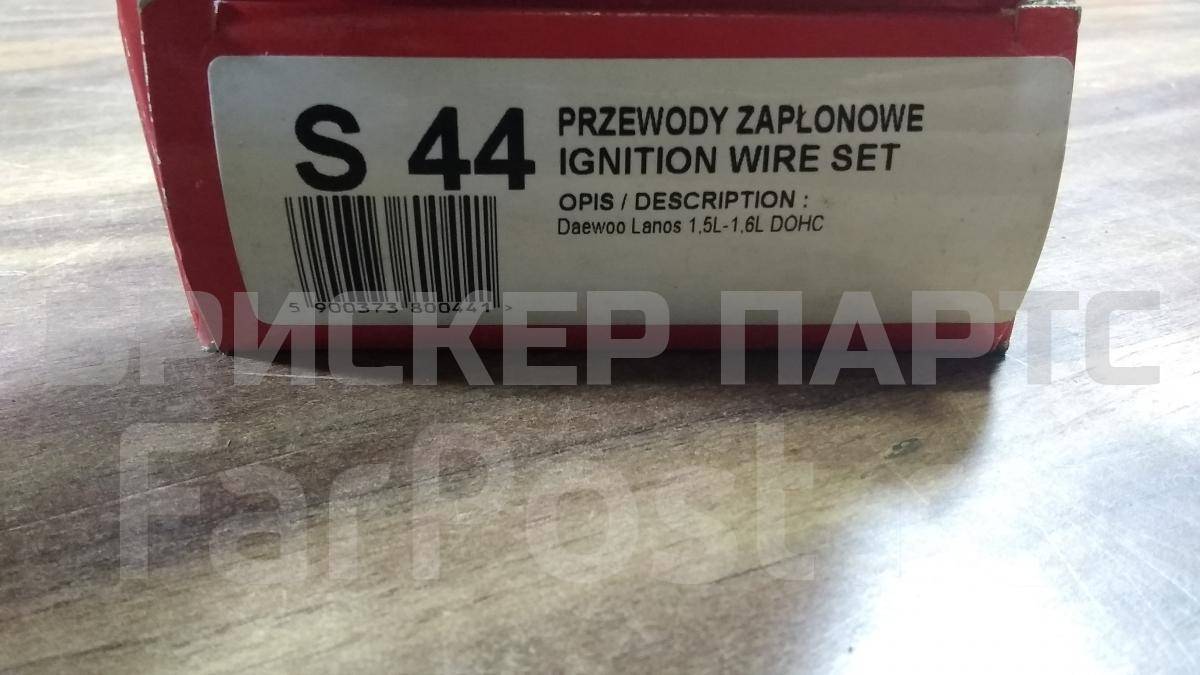 S 44
PRZEWODY ZAPŁONOWE
IGNITION WIRE SET
OPIS / DESCRIPTION :
Daewoo Lanos 1,5L-1,6L DOHC
5 900373 800441 >
БРИСКЕР ПАРТС
FarPost.ru